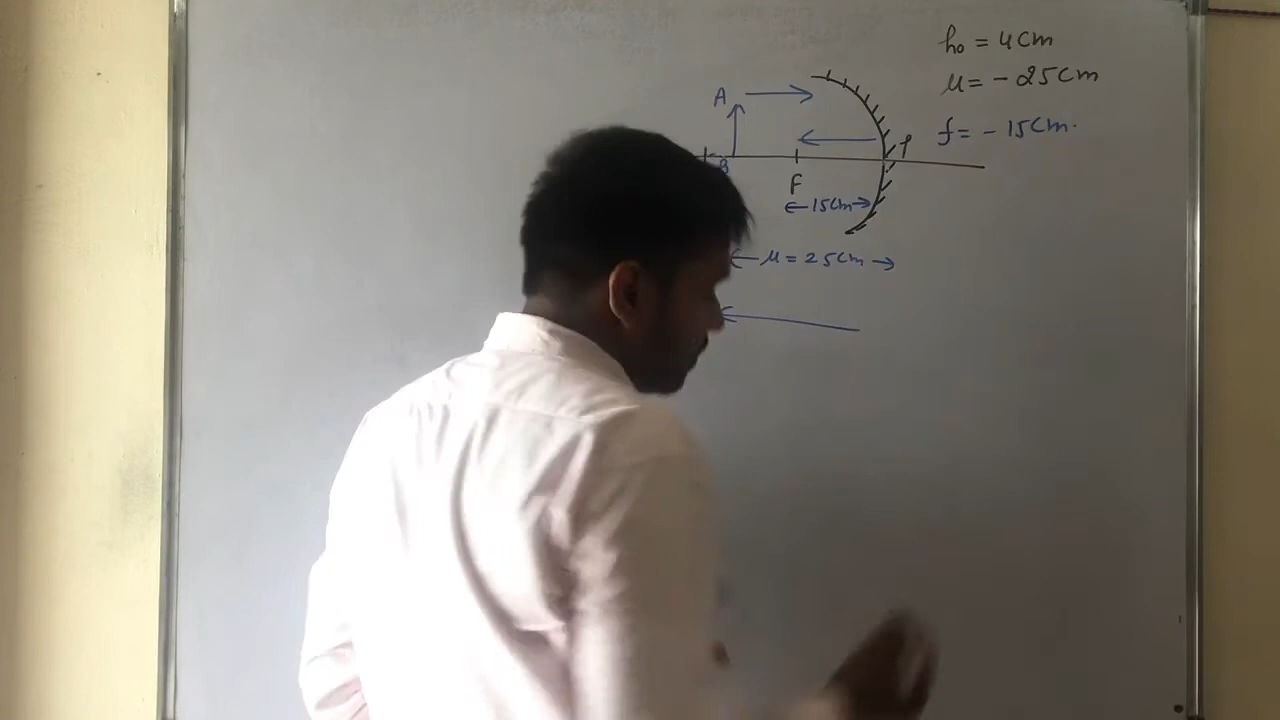 h₀ = 4cm
u = - 25cm
f = - 15cm.
A
B
P
F
15cm
u = 25cm